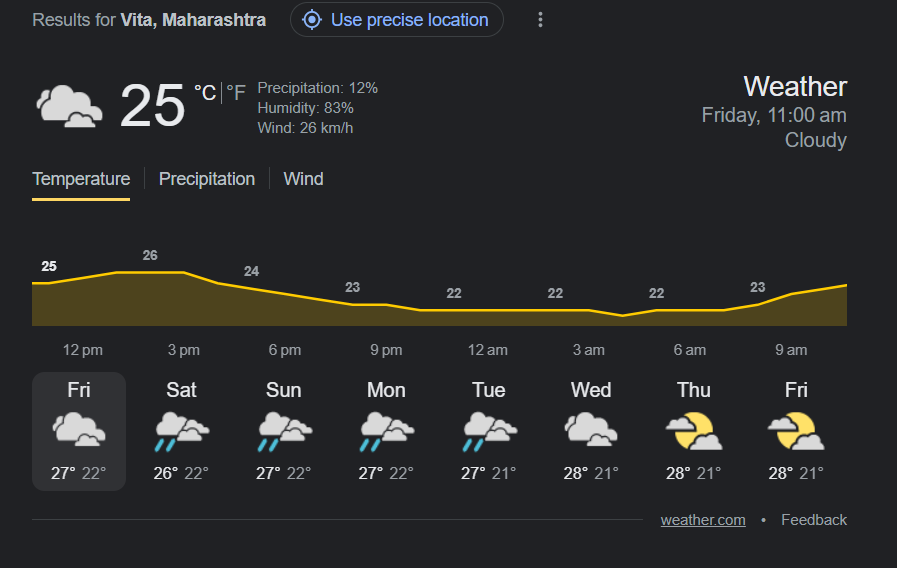 Results for Vita, Maharashtra Use precise location
25 °C | °F
Precipitation: 12%
Humidity: 83%
Wind: 26 km/h
Weather
Friday, 11:00 am
Cloudy
Temperature Precipitation Wind
25 26 24 23 22 22 22 23
12 pm 3 pm 6 pm 9 pm 12 am 3 am 6 am 9 am
Fri Sat Sun Mon Tue Wed Thu Fri
27° 22° 26° 22° 27° 22° 27° 22° 27° 21° 28° 21° 28° 21° 28° 21°
weather.com • Feedback